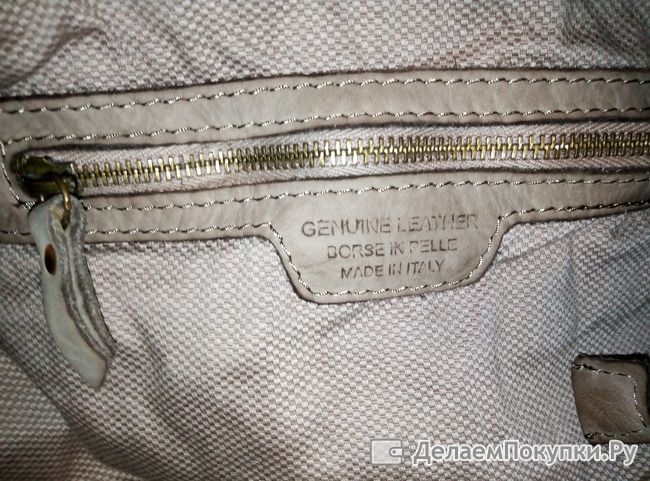 GENUINE LEATHER
BORSE IN PELLE
MADE IN ITALY
ДелаемПокупки.Ру